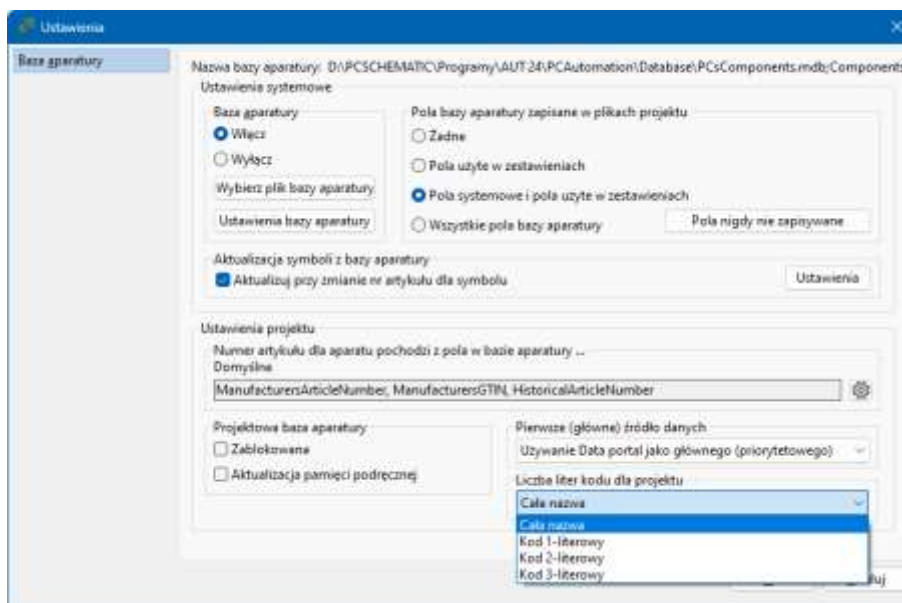 Ustawienia
Baza aparatury
Nazwa bazy aparatury: D:\PCSCHEMATIC\Programy\AUT-24\PCAutomation\Database\PCsComponents.mdb;Components
Ustawienia systemowe
Baza aparatury
Włącz
Wyłącz
Wybierz plik bazy aparatury
Ustawienia bazy aparatury
Pola bazy aparatury zapisane w plikach projektu
Żadne
Pola użyte w zestawieniach
Pola systemowe i pola użyte w zestawieniach
Wszystkie pola bazy aparatury
Pola nigdy nie zapisywane
Aktualizacja symboli z bazy aparatury
Aktualizuj przy zmianie nr artykułu dla symbolu
Ustawienia
Ustawienia projektu
Numer artykułu dla aparatu pochodzi z pola w bazie aparatury ...
Domyślne
ManufacturersArticleNumber, ManufacturersGTIN, HistoricalArticleNumber
Projektowa baza aparatury
Zablokowana
Aktualizacja pamięci podręcznej
Pierwsze (główne) źródło danych
Używanie Data portal jako głównego (priorytetowego)
Liczba liter kodu dla projektu
Cała nazwa
Cała nazwa
Kod 1-literowy
Kod 2-literowy
Kod 3-literowy